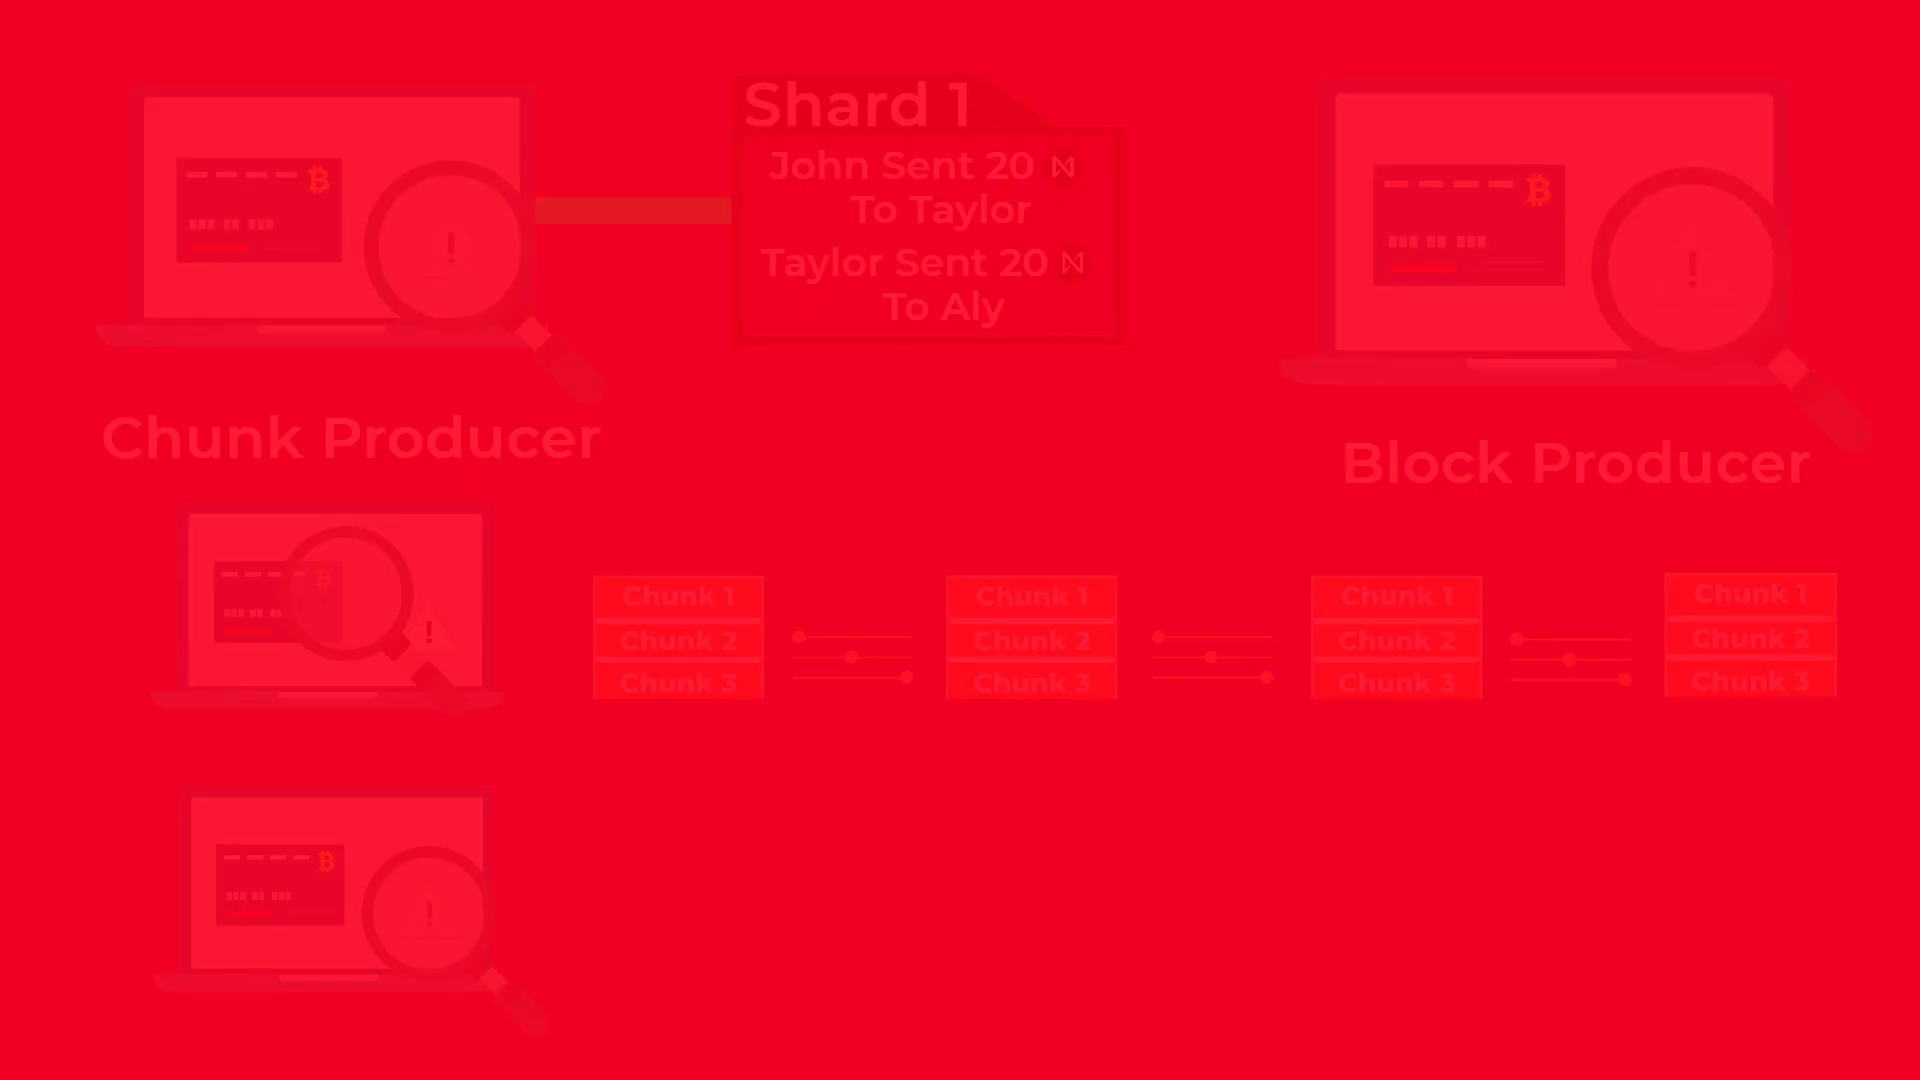 Shard 1
John Sent 20
To Taylor
Taylor Sent 20
To Aly
Chunk Producer
Block Producer
Chunk 1
Chunk 2
Chunk 3
Chunk 1
Chunk 2
Chunk 3
Chunk 1
Chunk 2
Chunk 3
Chunk 1
Chunk 2
Chunk 3